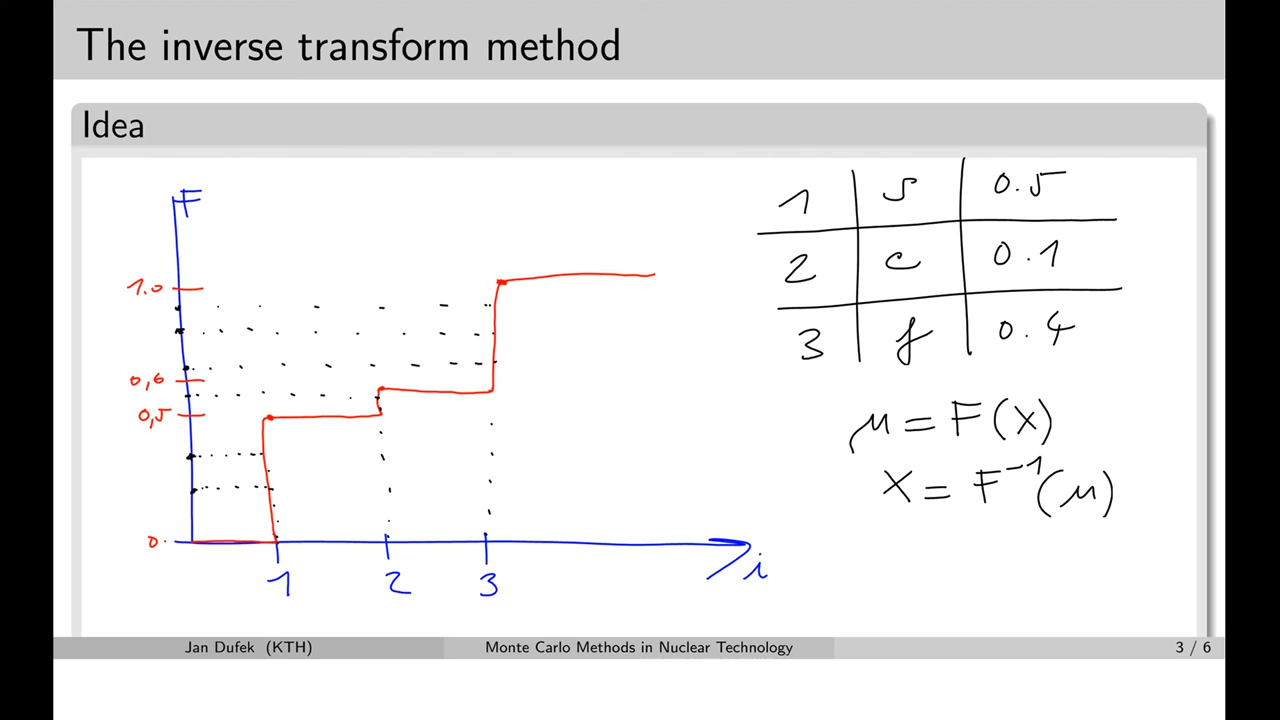 The inverse transform method
Idea
F
1.0
0,6
0,5
0.
1 2 3 i
1 s 0.5
2 c 0.1
3 f 0.4
μ = F(x)
x = F⁻¹(μ)
Jan Dufek (KTH) Monte Carlo Methods in Nuclear Technology 3 / 6